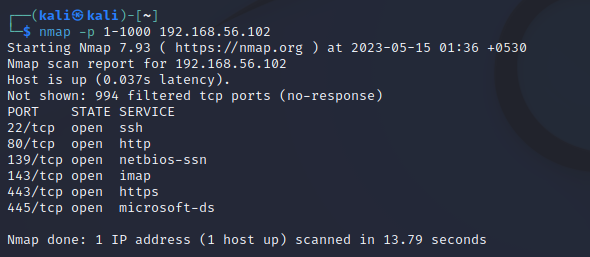 ┌──(kali㉿kali)-[~]
└─$ nmap -p 1-1000 192.168.56.102
Starting Nmap 7.93 ( https://nmap.org ) at 2023-05-15 01:36 +0530
Nmap scan report for 192.168.56.102
Host is up (0.037s latency).
Not shown: 994 filtered tcp ports (no-response)
PORT    STATE SERVICE
22/tcp  open  ssh
80/tcp  open  http
139/tcp open  netbios-ssn
143/tcp open  imap
443/tcp open  https
445/tcp open  microsoft-ds
Nmap done: 1 IP address (1 host up) scanned in 13.79 seconds